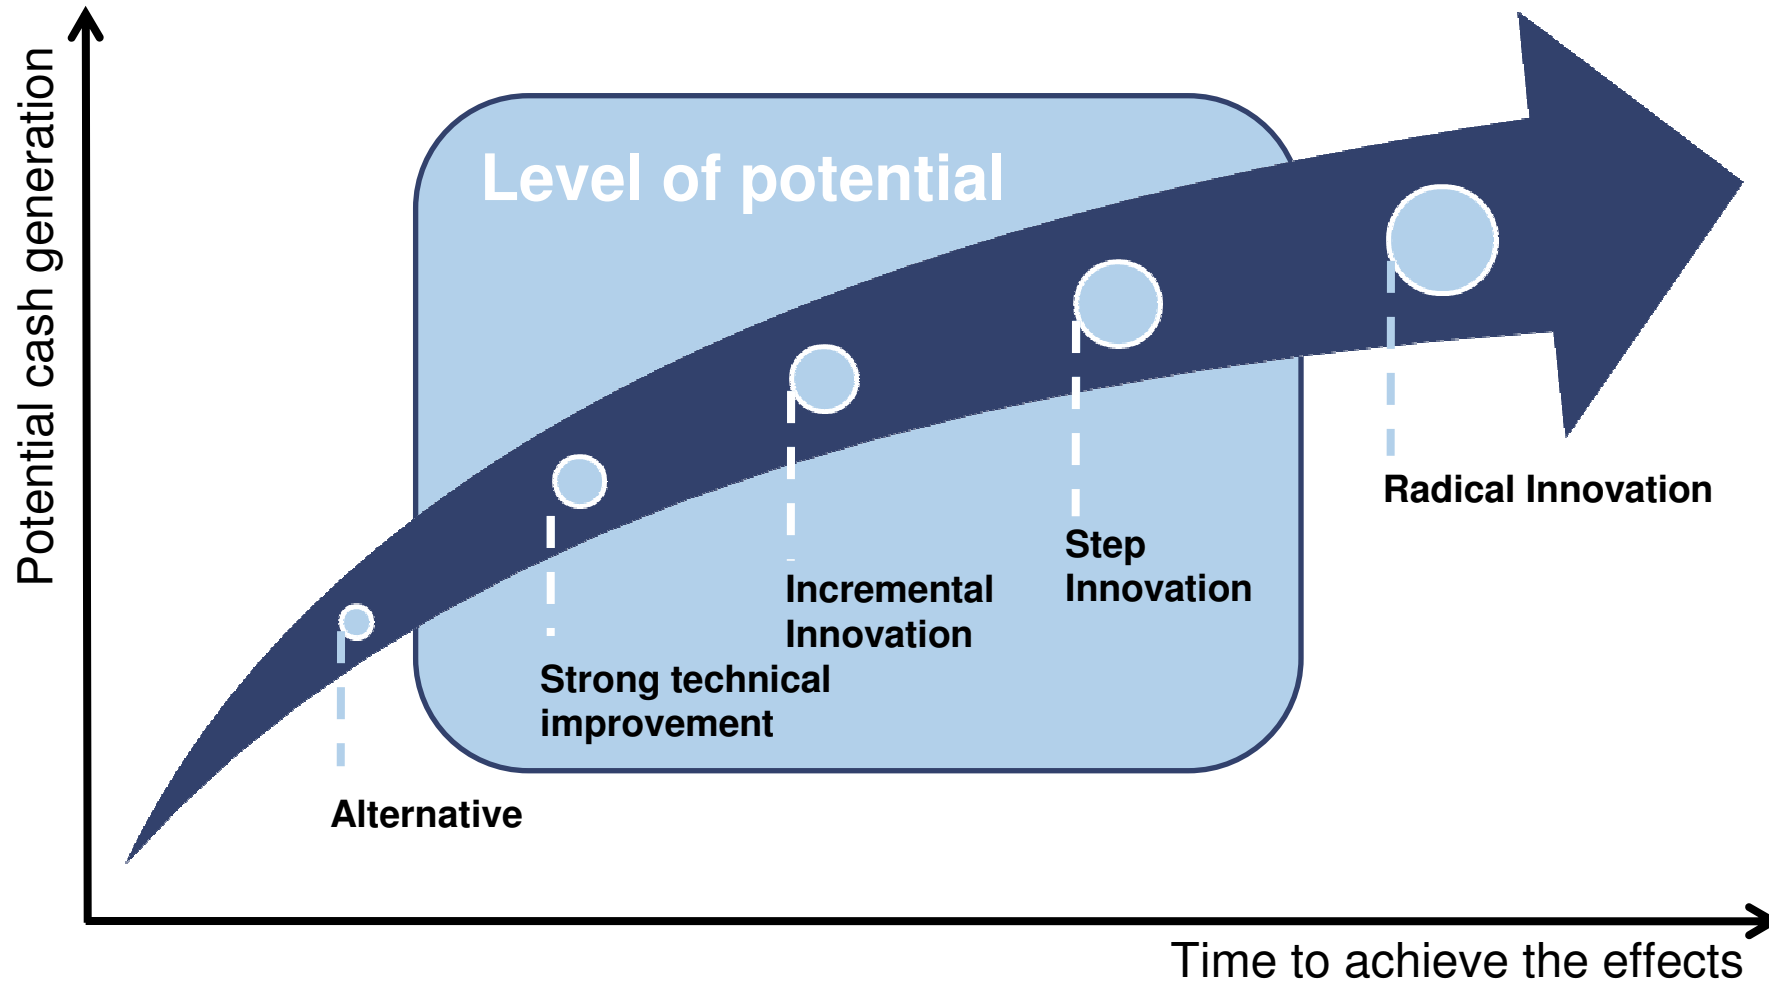 Potential cash generation
Level of potential
Radical Innovation
Step
Innovation
Incremental
Innovation
Strong technical
improvement
Alternative
Time to achieve the effects